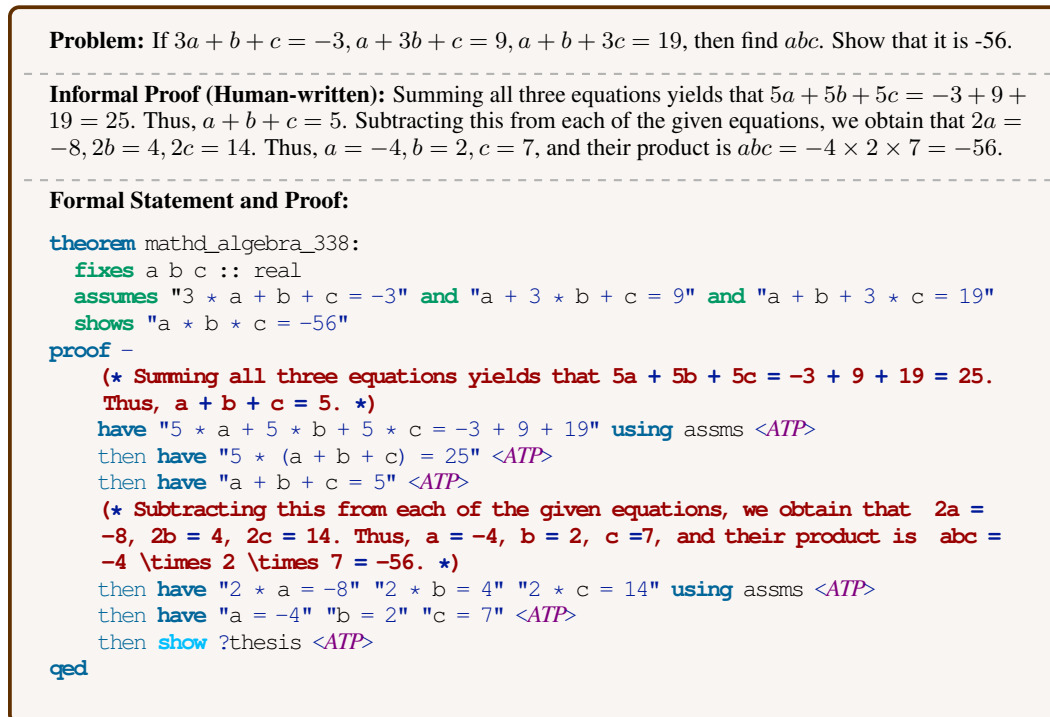 Problem: If 3a + b + c = −3, a + 3b + c = 9, a + b + 3c = 19, then find abc. Show that it is -56.
Informal Proof (Human-written): Summing all three equations yields that 5a + 5b + 5c = −3 + 9 +
19 = 25. Thus, a + b + c = 5. Subtracting this from each of the given equations, we obtain that 2a =
−8, 2b = 4, 2c = 14. Thus, a = −4, b = 2, c = 7, and their product is abc = −4 × 2 × 7 = −56.
Formal Statement and Proof:
theorem mathd_algebra_338:
fixes a b c :: real
assumes "3 * a + b + c = -3" and "a + 3 * b + c = 9" and "a + b + 3 * c = 19"
shows "a * b * c = -56"
proof -
(* Summing all three equations yields that 5a + 5b + 5c = -3 + 9 + 19 = 25.
Thus, a + b + c = 5. *)
have "5 * a + 5 * b + 5 * c = -3 + 9 + 19" using assms <ATP>
then have "5 * (a + b + c) = 25" <ATP>
then have "a + b + c = 5" <ATP>
(* Subtracting this from each of the given equations, we obtain that 2a =
-8, 2b = 4, 2c = 14. Thus, a = -4, b = 2, c =7, and their product is abc =
-4 \times 2 \times 7 = -56. *)
then have "2 * a = -8" "2 * b = 4" "2 * c = 14" using assms <ATP>
then have "a = -4" "b = 2" "c = 7" <ATP>
then show ?thesis <ATP>
qed